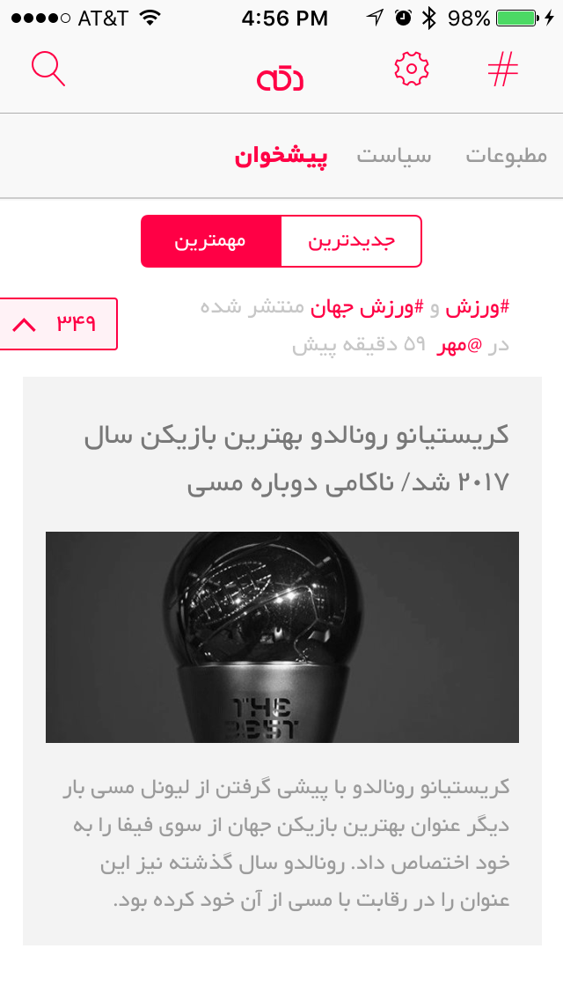 AT&T 4:56 PM 98%
دکه
مطبوعات سیاست پیشخوان
جدیدترین مهمترین
#ورزش و #ورزش جهان منتشر شده
در @مهر ۵۹ دقیقه پیش
۳۴۹
کریستیانو رونالدو بهترین بازیکن سال
۲۰۱۷ شد/ ناکامی دوباره مسی
THE
BEST
کریستیانو رونالدو با پیشی گرفتن از لیونل مسی بار
دیگر عنوان بهترین بازیکن جهان از سوی فیفا را به
خود اختصاص داد. رونالدو سال گذشته نیز این
عنوان را در رقابت با مسی از آن خود کرده بود.